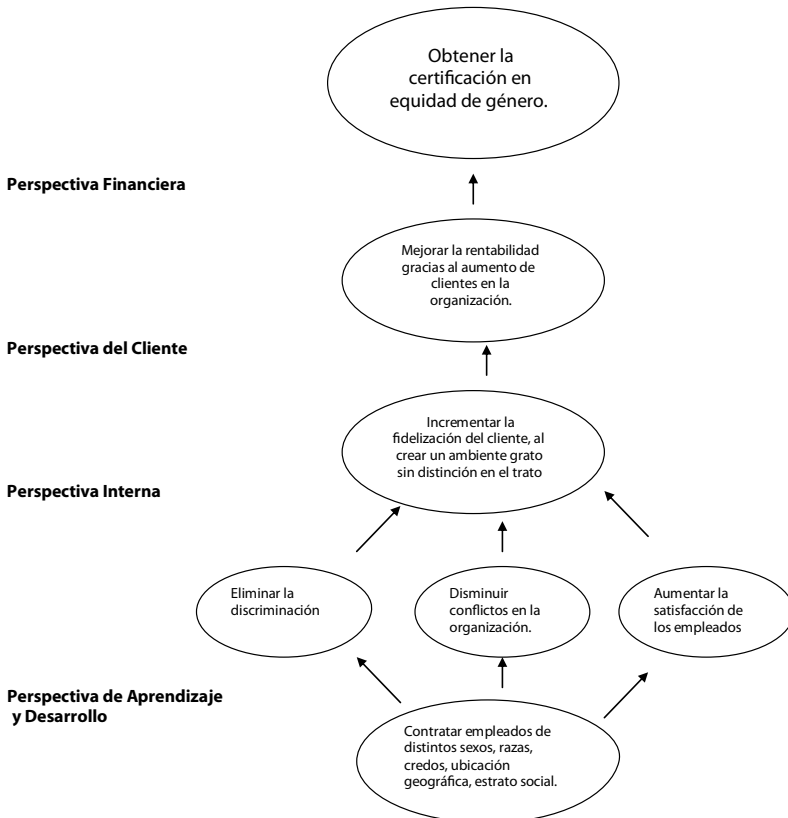 Obtener la
certificación en
equidad de género.
Perspectiva Financiera
Mejorar la rentabilidad
gracias al aumento de
clientes en la
organización.
Perspectiva del Cliente
Incrementar la
fidelización del cliente, al
crear un ambiente grato
sin distinción en el trato
Perspectiva Interna
Eliminar la
discriminación
Disminuir
conflictos en la
organización.
Aumentar la
satisfacción de
los empleados
Perspectiva de Aprendizaje
y Desarrollo
Contratar empleados de
distintos sexos, razas,
credos, ubicación
geográfica, estrato social.